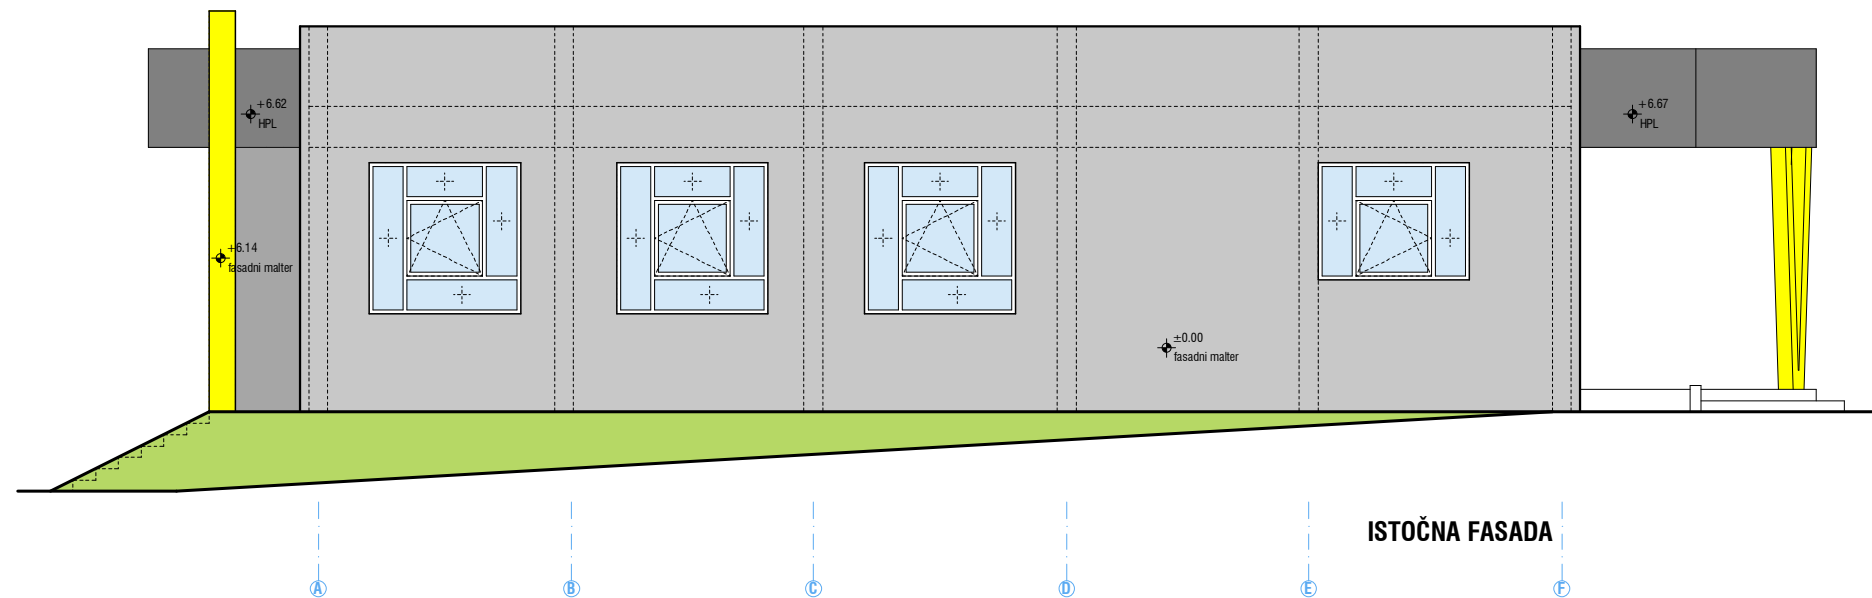 +6.62
HPL
+6.67
HPL
+6.14
fasadni malter
±0.00
fasadni malter
ISTOČNA FASADA
A B C D E F